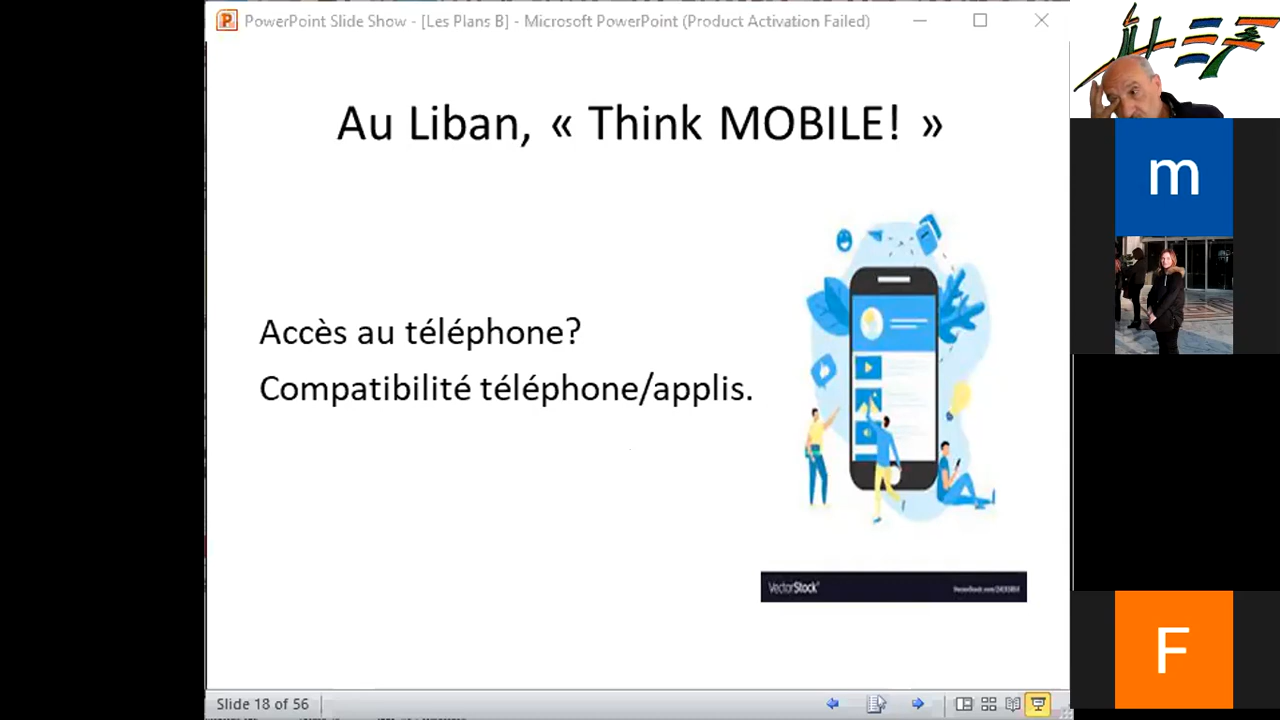 PowerPoint Slide Show - [Les Plans B] - Microsoft PowerPoint (Product Activation Failed)
Au Liban, « Think MOBILE! »
Accès au téléphone?
Compatibilité téléphone/applis.
VectorStock®
Slide 18 of 56
m
F